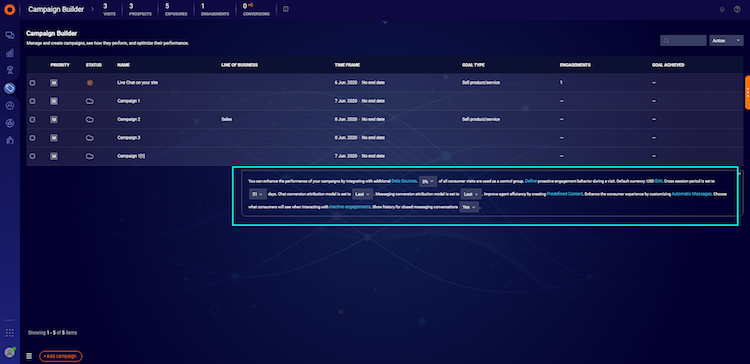 Campaign Builder
3 VISITS
3 PROSPECTS
5 EXPOSURES
1 ENGAGEMENTS
0 CONVERSIONS
Campaign Builder
Manage and create campaigns, see how they perform, and optimize their performance.
Action
PRIORITY STATUS NAME LINE OF BUSINESS TIME FRAME GOAL TYPE ENGAGEMENTS GOAL ACHIEVED
M Live Chat on your site 6 Jun. 2020 · No end date Sell product/service 1 —
M Campaign 1 7 Jun. 2020 · No end date — —
M Campaign 2 Sales 8 Jun. 2020 · No end date Sell product/service — —
M Campaign 3 8 Jun. 2020 · No end date — —
M Campaign 1[1] 7 Jun. 2020 · No end date — —
You can enhance the performance of your campaigns by integrating with additional Data Sources. 0% of all consumer visits are used as a control group. Define proactive engagement behavior during a visit. Default currency: USD Edit. Cross session period is set to
31 days. Chat conversion attribution model is set to Last. Messaging conversion attribution model is set to Last. Improve agent efficiency by creating Predefined Content. Enhance the consumer experience by customizing Automatic Messages. Choose
what consumers will see when interacting with inactive engagements. Show history for closed messaging conversations Yes
Showing 1 - 5 of 5 items
+Add campaign